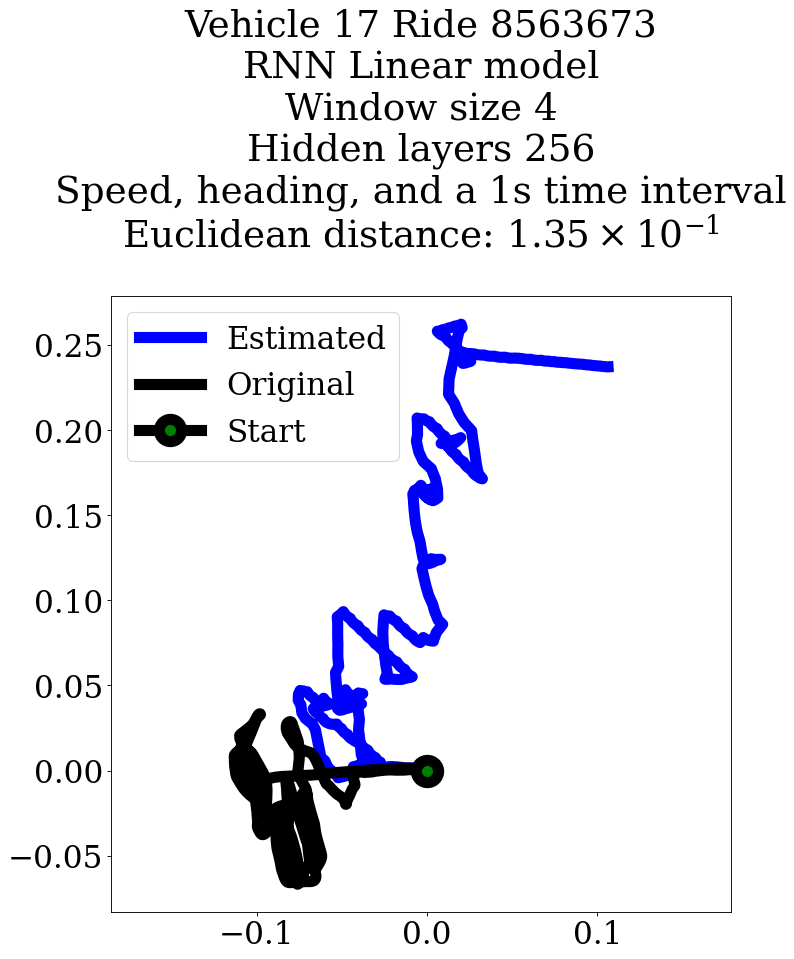 Vehicle 17 Ride 8563673
RNN Linear model
Window size 4
Hidden layers 256
Speed, heading, and a 1s time interval
Euclidean distance: 1.35 × 10⁻¹
Estimated
Original
Start
0.25
0.20
0.15
0.10
0.05
0.00
−0.05
−0.1
0.0
0.1